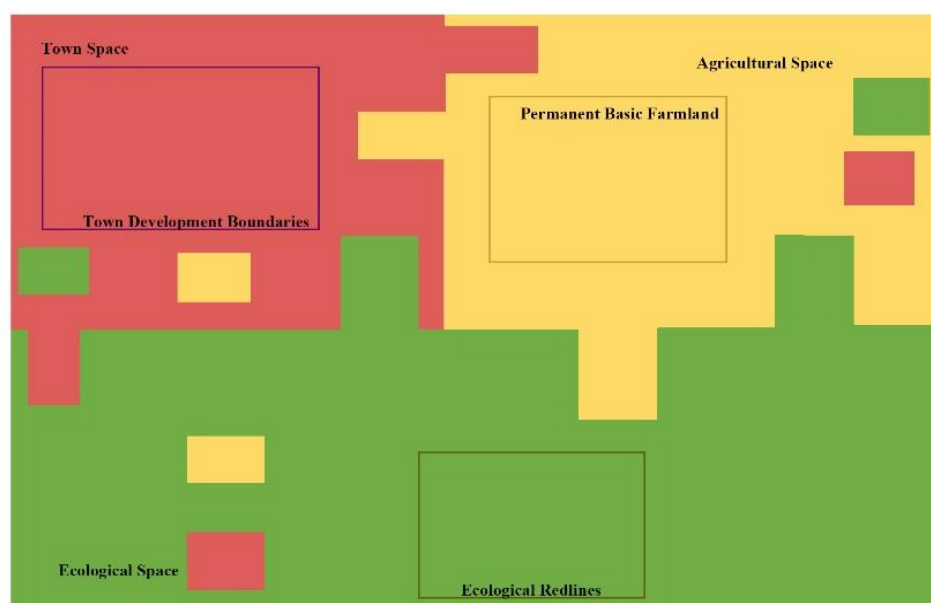 Town Space
Agricultural Space
Permanent Basic Farmland
Town Development Boundaries
Ecological Space
Ecological Redlines